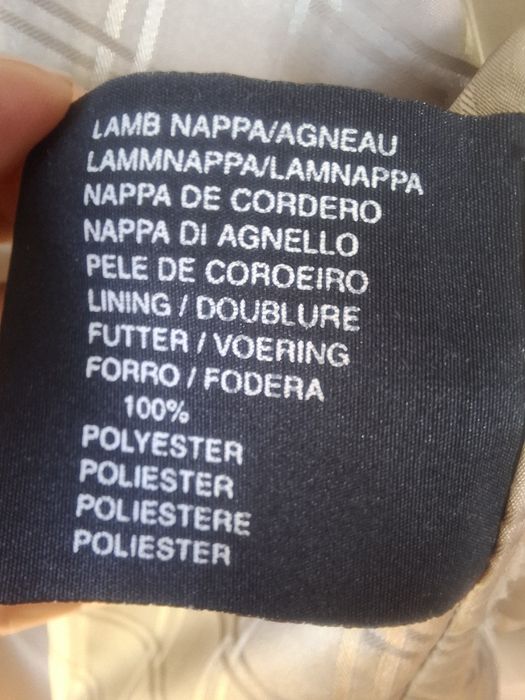 LAMB NAPPA/AGNEAU
LAMMNAPPA/LAMNAPPA
NAPPA DE CORDERO
NAPPA DI AGNELLO
PELE DE COROEIRO
LINING / DOUBLURE
FUTTER / VOERING
FORRO / FODERA
100%
POLYESTER
POLIESTER
POLIESTERE
POLIESTER